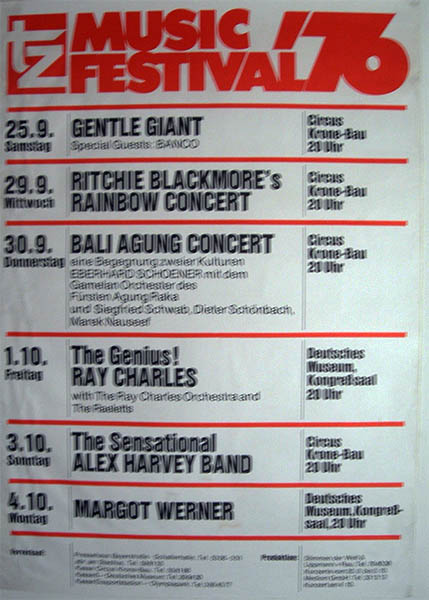 tz MUSIC
FESTIVAL '76
25.9.
Samstag
GENTLE GIANT
Special Guests: BANCO
Circus
Krone-Bau
20 Uhr
29.9.
Mittwoch
RITCHIE BLACKMORE's
RAINBOW CONCERT
Circus
Krone-Bau
20 Uhr
30.9.
Donnerstag
BALI AGUNG CONCERT
eine Begegnung zweier Kulturen
EBERHARD SCHOENER mit dem
Gamelan Orchester des
Fürsten Agung Raka
und Siegfried Schwab, Dieter Schönbach,
Marek Nauseef
Circus
Krone-Bau
20 Uhr
1.10.
Freitag
The Genius!
RAY CHARLES
with The Ray Charles Orchestra and
The Raeletts
Deutsches
Museum,
Kongreßsaal
20 Uhr
3.10.
Sonntag
The Sensational
ALEX HARVEY BAND
Circus
Krone-Bau
20 Uhr
4.10.
Montag
MARGOT WERNER
Deutsches
Museum, Kongreß-
saal, 20 Uhr
Vorverkauf:
Produktion: